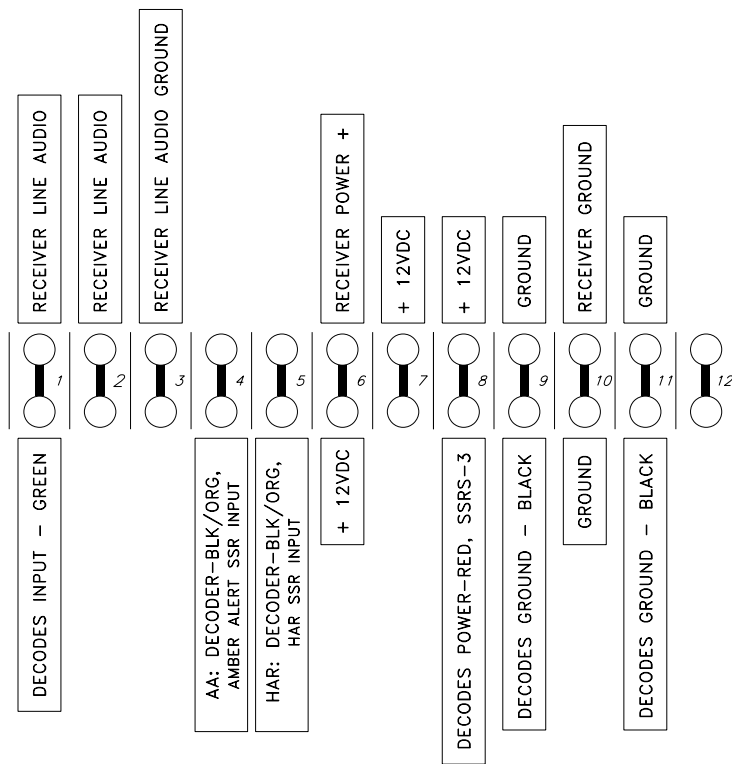 RECEIVER LINE AUDIO
RECEIVER LINE AUDIO
RECEIVER LINE AUDIO GROUND
RECEIVER POWER +
+ 12VDC
+ 12VDC
GROUND
RECEIVER GROUND
GROUND
1
2
3
4
5
6
7
8
9
10
11
12
DECODES INPUT - GREEN
AA: DECODER-BLK/ORG,
AMBER ALERT SSR INPUT
HAR: DECODER-BLK/ORG,
HAR SSR INPUT
+ 12VDC
DECODES POWER-RED, SSRS-3
DECODES GROUND - BLACK
GROUND
DECODES GROUND - BLACK